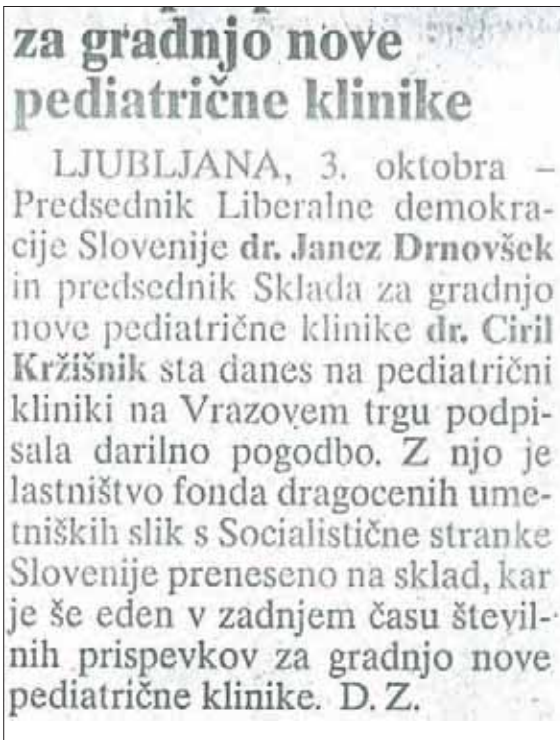 za gradnjo nove
pediatrične klinike
LJUBLJANA, 3. oktobra –
Predsednik Liberalne demokra-
cije Slovenije dr. Janez Drnovšek
in predsednik Sklada za gradnjo
nove pediatrične klinike dr. Ciril
Kržišnik sta danes na pediatrični
kliniki na Vrazovem trgu podpi-
sala darilno pogodbo. Z njo je
lastništvo fonda dragocenih ume-
tniških slik s Socialistične stranke
Slovenije preneseno na sklad, kar
je še eden v zadnjem času števil-
nih prispevkov za gradnjo nove
pediatrične klinike. D. Z.